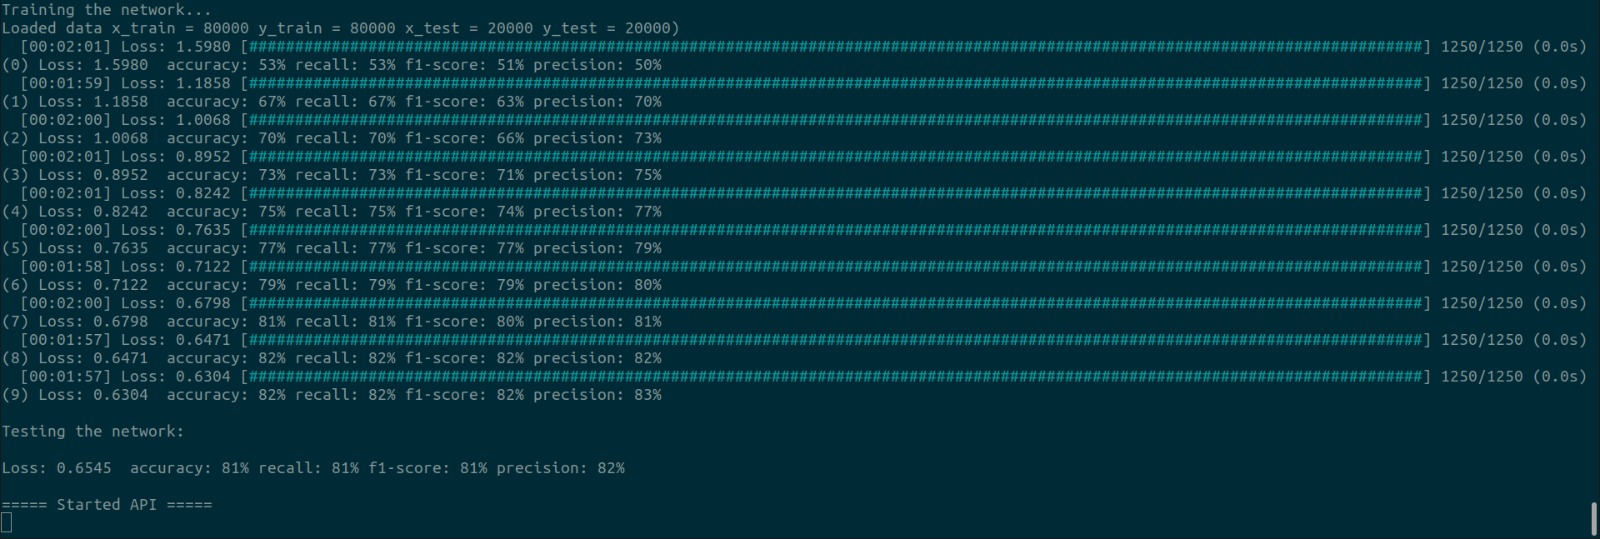 Training the network...
Loaded data x_train = 80000 y_train = 80000 x_test = 20000 y_test = 20000)
[00:02:01] Loss: 1.5980 [################################################################################################################################] 1250/1250 (0.0s)
(0) Loss: 1.5980 accuracy: 53% recall: 53% f1-score: 51% precision: 50%
[00:01:59] Loss: 1.1858 [################################################################################################################################] 1250/1250 (0.0s)
(1) Loss: 1.1858 accuracy: 67% recall: 67% f1-score: 63% precision: 70%
[00:02:00] Loss: 1.0068 [################################################################################################################################] 1250/1250 (0.0s)
(2) Loss: 1.0068 accuracy: 70% recall: 70% f1-score: 66% precision: 73%
[00:02:01] Loss: 0.8952 [################################################################################################################################] 1250/1250 (0.0s)
(3) Loss: 0.8952 accuracy: 73% recall: 73% f1-score: 71% precision: 75%
[00:02:01] Loss: 0.8242 [################################################################################################################################] 1250/1250 (0.0s)
(4) Loss: 0.8242 accuracy: 75% recall: 75% f1-score: 74% precision: 77%
[00:02:00] Loss: 0.7635 [################################################################################################################################] 1250/1250 (0.0s)
(5) Loss: 0.7635 accuracy: 77% recall: 77% f1-score: 77% precision: 79%
[00:01:58] Loss: 0.7122 [################################################################################################################################] 1250/1250 (0.0s)
(6) Loss: 0.7122 accuracy: 79% recall: 79% f1-score: 79% precision: 80%
[00:02:00] Loss: 0.6798 [################################################################################################################################] 1250/1250 (0.0s)
(7) Loss: 0.6798 accuracy: 81% recall: 81% f1-score: 80% precision: 81%
[00:01:57] Loss: 0.6471 [################################################################################################################################] 1250/1250 (0.0s)
(8) Loss: 0.6471 accuracy: 82% recall: 82% f1-score: 82% precision: 82%
[00:01:57] Loss: 0.6304 [################################################################################################################################] 1250/1250 (0.0s)
(9) Loss: 0.6304 accuracy: 82% recall: 82% f1-score: 82% precision: 83%
Testing the network:
Loss: 0.6545 accuracy: 81% recall: 81% f1-score: 81% precision: 82%
===== Started API =====